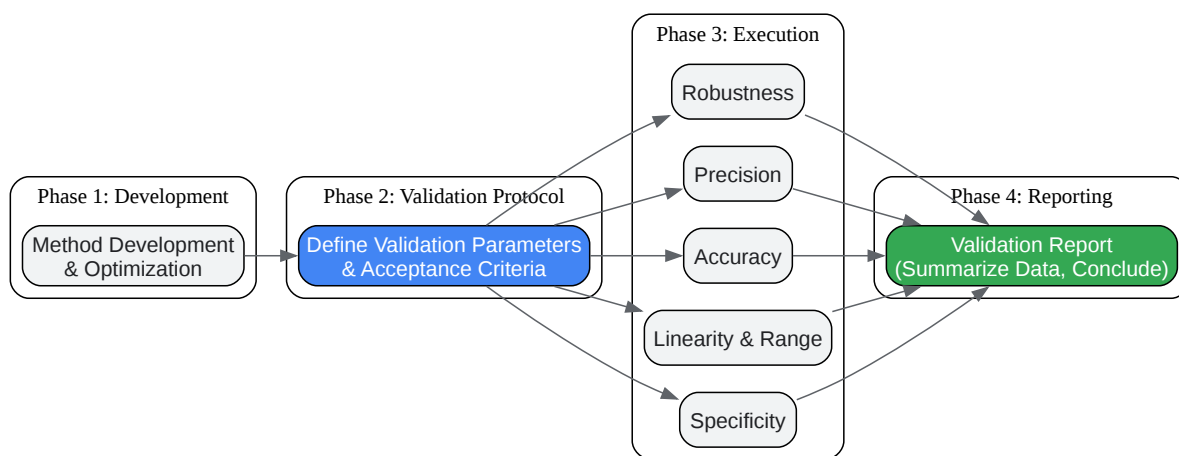 Phase 1: Development
Method Development
& Optimization
Phase 2: Validation Protocol
Define Validation Parameters
& Acceptance Criteria
Phase 3: Execution
Robustness
Precision
Accuracy
Linearity & Range
Specificity
Phase 4: Reporting
Validation Report
(Summarize Data, Conclude)